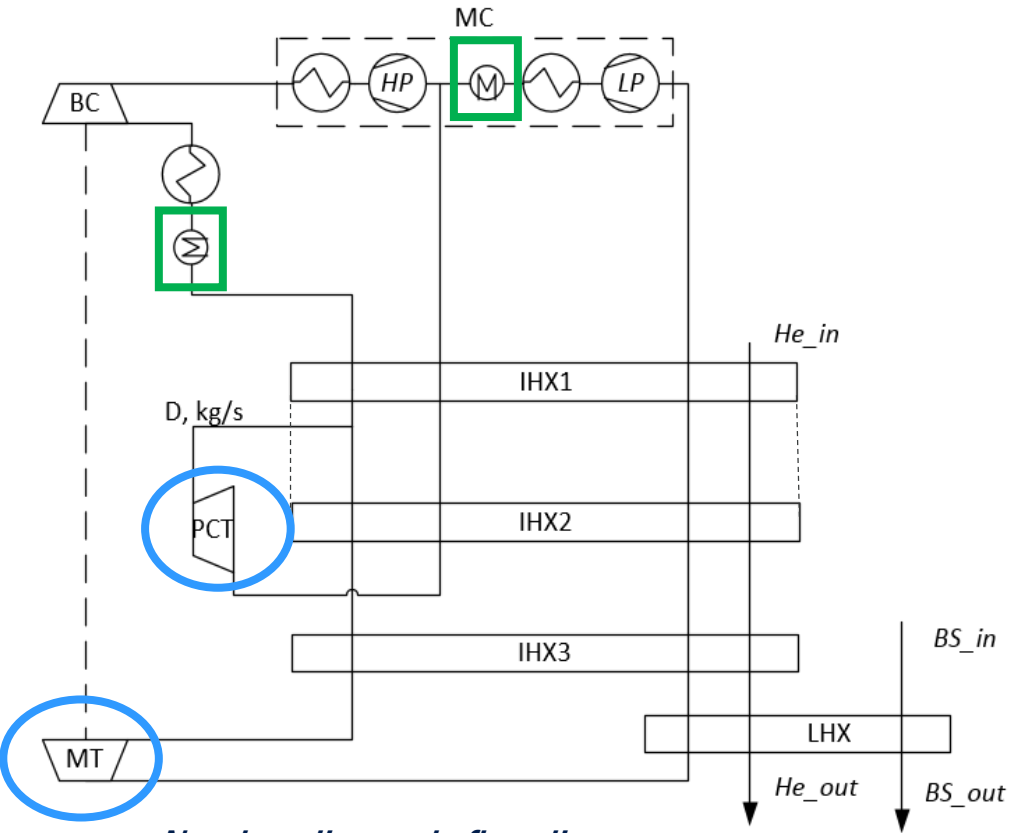 MC
BC
HP
M
LP
M
He_in
IHX1
D, kg/s
PCT
IHX2
IHX3
BS_in
MT
LHX
He_out
BS_out